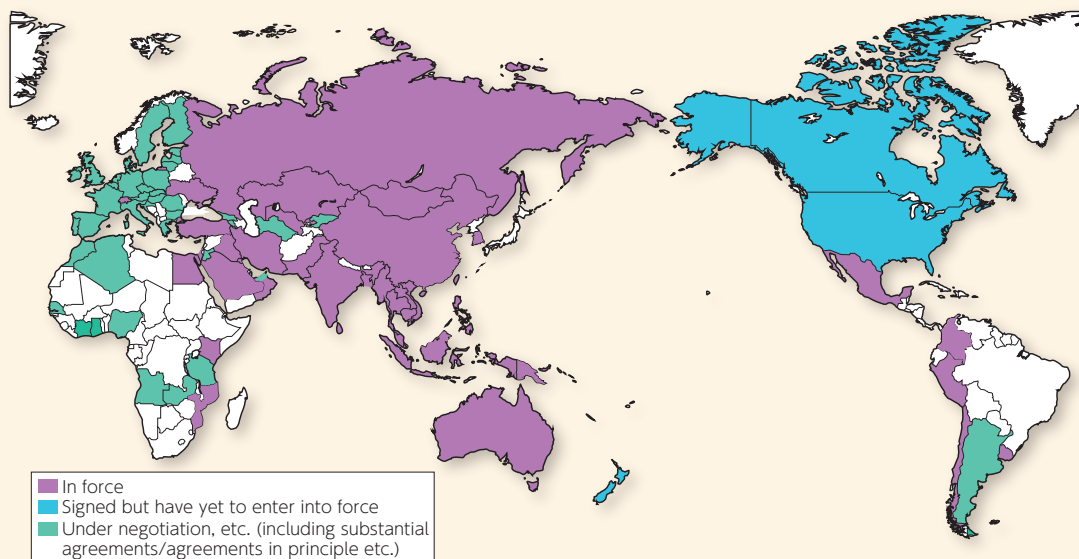 In force
Signed but have yet to enter into force
Under negotiation, etc. (including substantial
agreements/agreements in principle etc.)